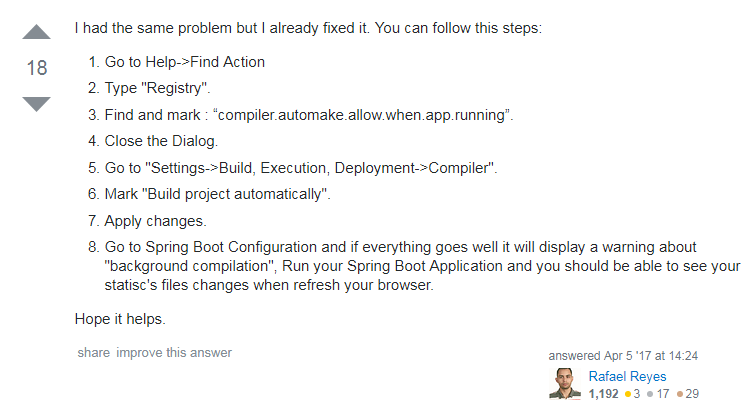 I had the same problem but I already fixed it. You can follow this steps:
18
1. Go to Help->Find Action
2. Type "Registry".
3. Find and mark : “compiler.automake.allow.when.app.running”.
4. Close the Dialog.
5. Go to "Settings->Build, Execution, Deployment->Compiler".
6. Mark "Build project automatically".
7. Apply changes.
8. Go to Spring Boot Configuration and if everything goes well it will display a warning about
"background compilation", Run your Spring Boot Application and you should be able to see your
statisc's files changes when refresh your browser.
Hope it helps.
share improve this answer
answered Apr 5 '17 at 14:24
Rafael Reyes
1,192 ●3 ●17 ●29